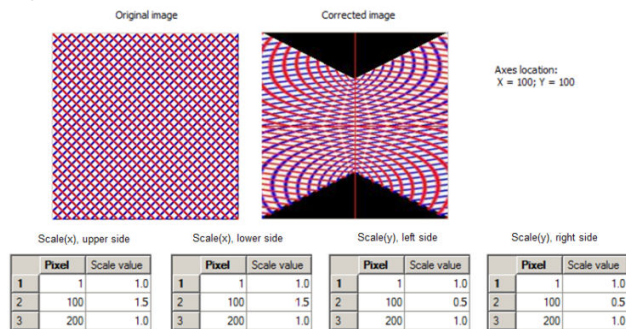 Original image
Corrected image
Axes location:
X = 100; Y = 100
Scale(x), upper side
Pixel Scale value
1 1 1.0
2 100 1.5
3 200 1.0
Scale(x), lower side
Pixel Scale value
1 1 1.0
2 100 1.5
3 200 1.0
Scale(y), left side
Pixel Scale value
1 1 1.0
2 100 0.5
3 200 1.0
Scale(y), right side
Pixel Scale value
1 1 1.0
2 100 0.5
3 200 1.0